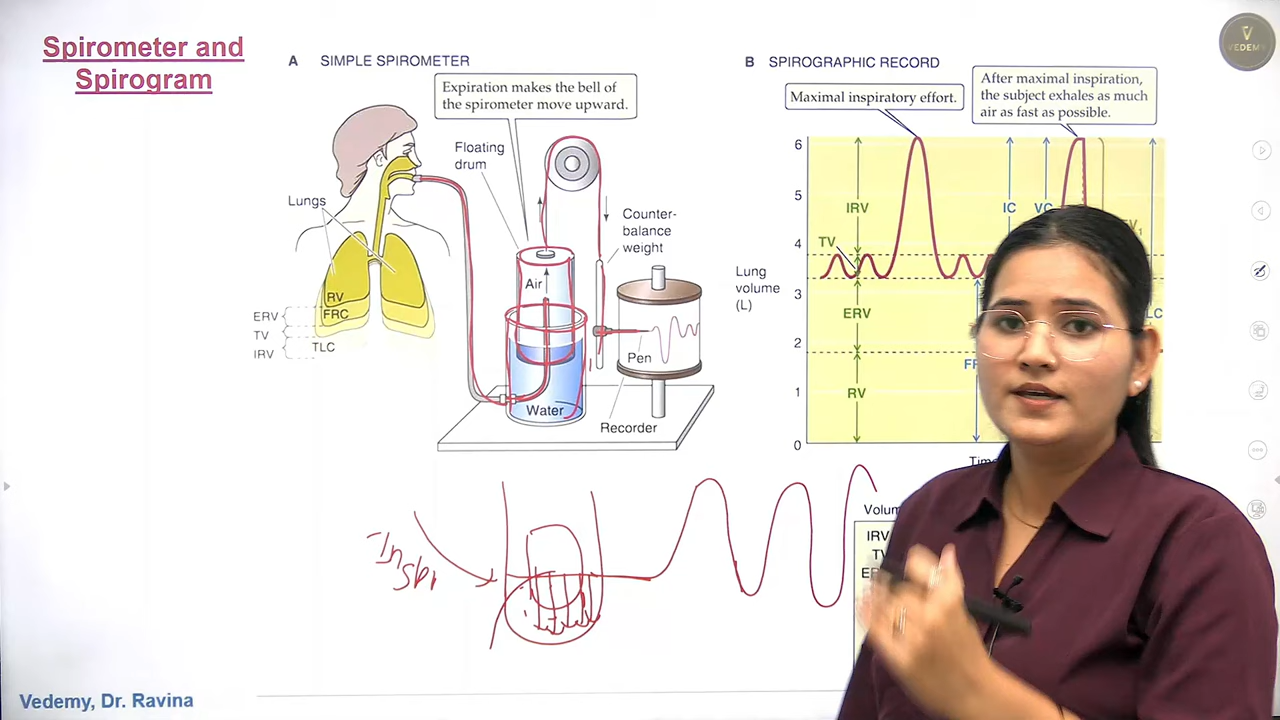 Spirometer and
Spirogram
A SIMPLE SPIROMETER
Expiration makes the bell of
the spirometer move upward.
Floating
drum
Lungs
Counter-
balance
weight
Air
RV
FRC
ERV
TV
IRV
TLC
Pen
Water
Recorder
B SPIROGRAPHIC RECORD
Maximal inspiratory effort.
After maximal inspiration,
the subject exhales as much
air as fast as possible.
6
5
4
3
2
1
0
Lung
volume
(L)
IRV
TV
ERV
RV
IC
VC
Inspi
IRV
VEDEMY
Vedemy, Dr. Ravina